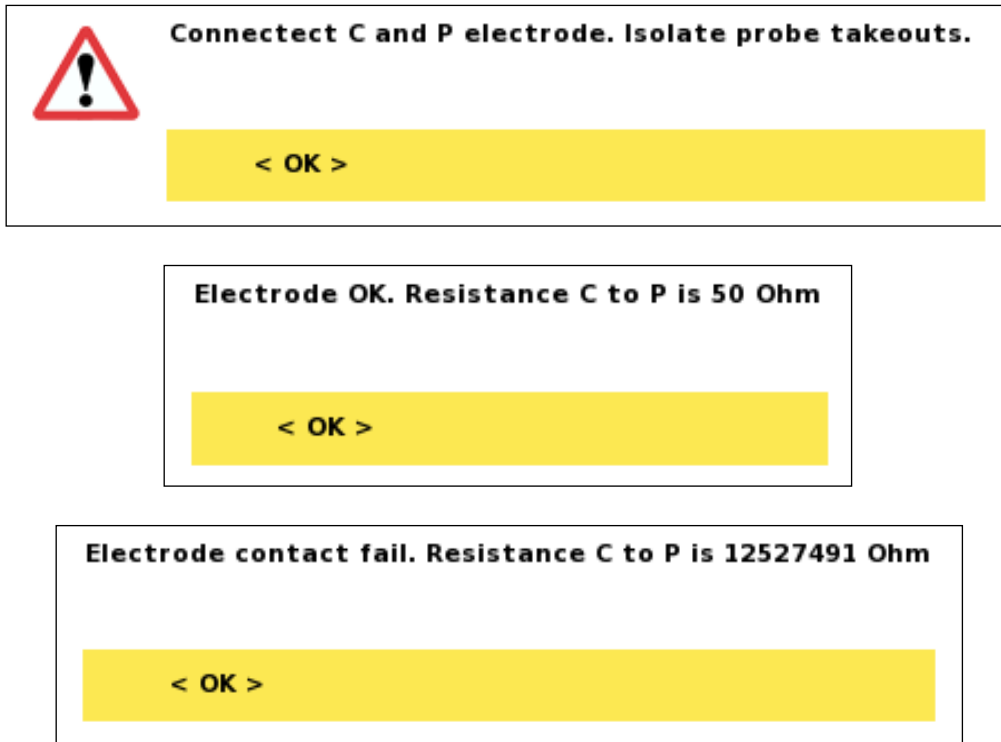 Connectect C and P electrode. Isolate probe takeouts.
< OK >
Electrode OK. Resistance C to P is 50 Ohm
< OK >
Electrode contact fail. Resistance C to P is 12527491 Ohm
< OK >